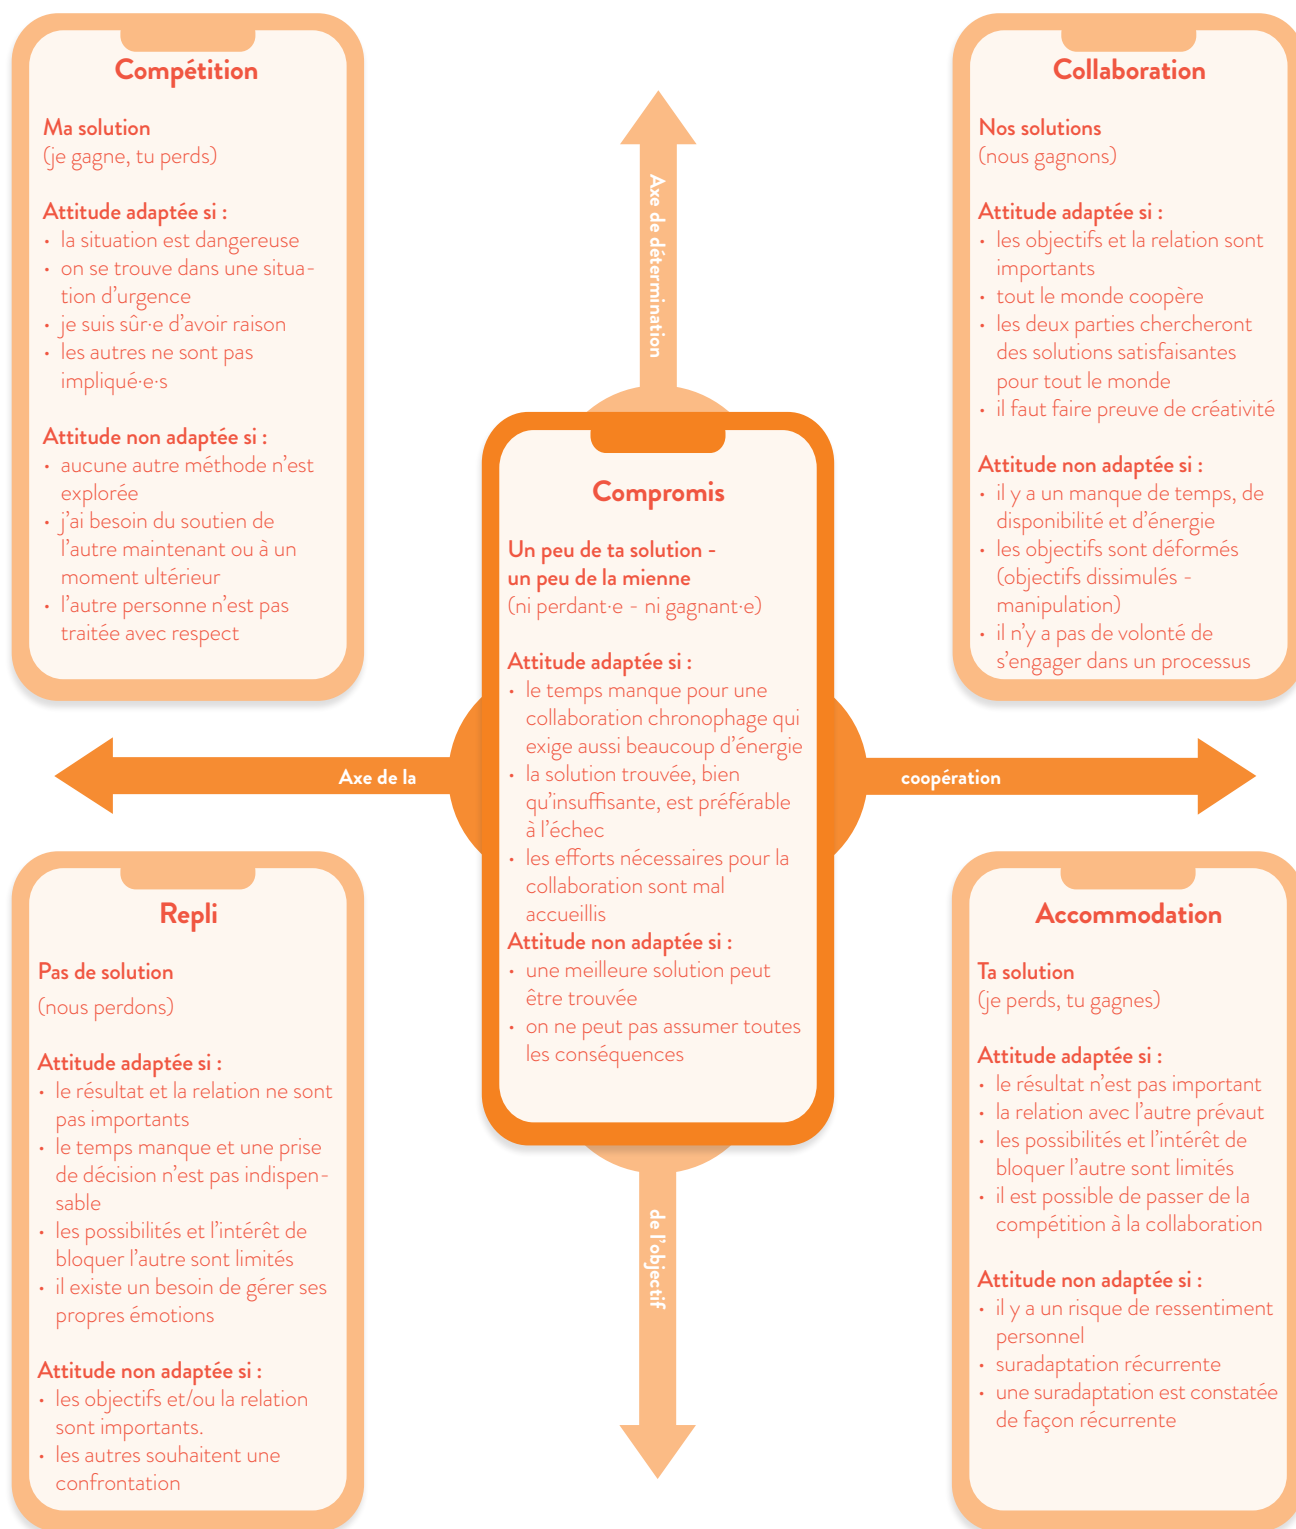 Compétition
Ma solution
(je gagne, tu perds)
Attitude adaptée si :
• la situation est dangereuse
• on se trouve dans une situa-
tion d'urgence
• je suis sûr·e d'avoir raison
• les autres ne sont pas
impliqué·e·s
Attitude non adaptée si :
• aucune autre méthode n'est
explorée
• j'ai besoin du soutien de
l'autre maintenant ou à un
moment ultérieur
• l'autre personne n'est pas
traitée avec respect
Axe de détermination
Collaboration
Nos solutions
(nous gagnons)
Attitude adaptée si :
• les objectifs et la relation sont
importants
• tout le monde coopère
• les deux parties chercheront
des solutions satisfaisantes
pour tout le monde
• il faut faire preuve de créativité
Attitude non adaptée si :
• il y a un manque de temps, de
disponibilité et d'énergie
• les objectifs sont déformés
(objectifs dissimulés -
manipulation)
• il n'y a pas de volonté de
s'engager dans un processus
Axe de la
Compromis
Un peu de ta solution -
un peu de la mienne
(ni perdant·e - ni gagnant·e)
Attitude adaptée si :
• le temps manque pour une
collaboration chronophage qui
exige aussi beaucoup d'énergie
• la solution trouvée, bien
qu'insuffisante, est préférable
à l'échec
• les efforts nécessaires pour la
collaboration sont mal
accueillis
Attitude non adaptée si :
• une meilleure solution peut
être trouvée
• on ne peut pas assumer toutes
les conséquences
coopération
Repli
Pas de solution
(nous perdons)
Attitude adaptée si :
• le résultat et la relation ne sont
pas importants
• le temps manque et une prise
de décision n'est pas indispen-
sable
• les possibilités et l'intérêt de
bloquer l'autre sont limités
• il existe un besoin de gérer ses
propres émotions
Attitude non adaptée si :
• les objectifs et/ou la relation
sont importants.
• les autres souhaitent une
confrontation
de l'objectif
Accommodation
Ta solution
(je perds, tu gagnes)
Attitude adaptée si :
• le résultat n'est pas important
• la relation avec l'autre prévaut
• les possibilités et l'intérêt de
bloquer l'autre sont limités
• il est possible de passer de la
compétition à la collaboration
Attitude non adaptée si :
• il y a un risque de ressentiment
personnel
• suradaptation récurrente
• une suradaptation est constatée
de façon récurrente